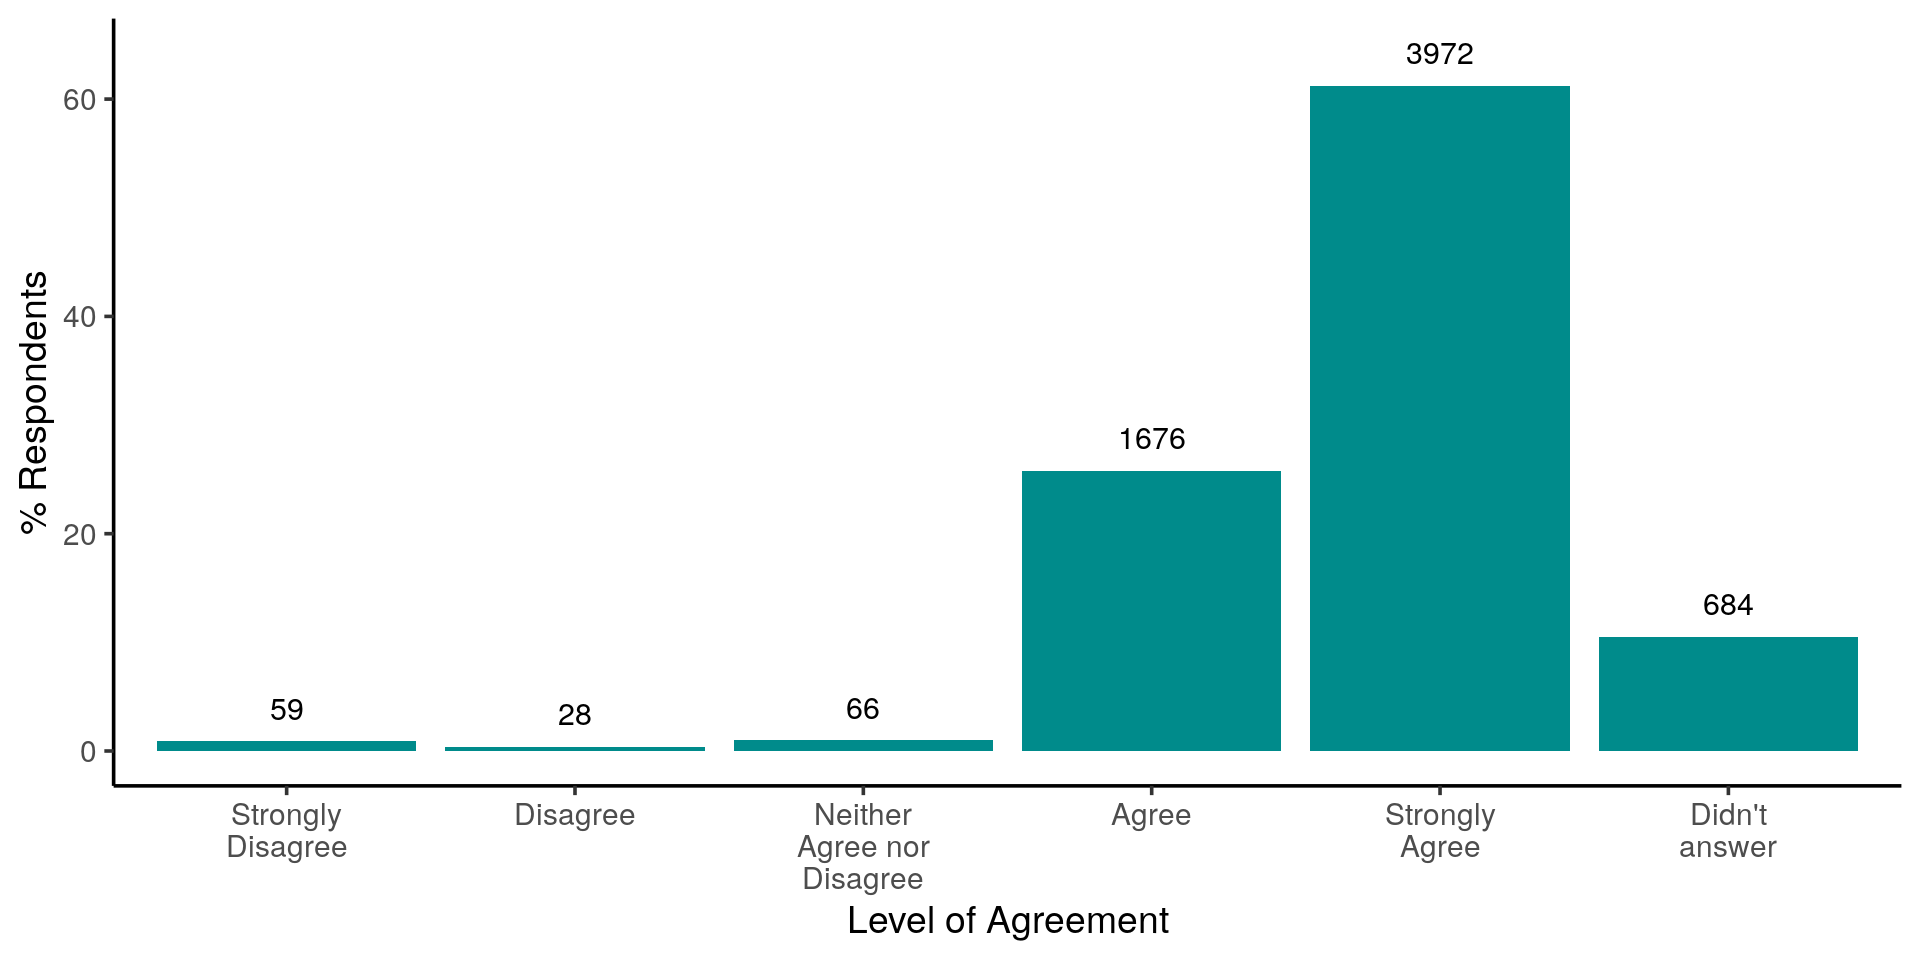 3972
60
% Respondents
40
1676
20
684
59
28
66
0
Strongly
Disagree
Disagree
Neither
Agree nor
Disagree
Agree
Strongly
Agree
Didn't
answer
Level of Agreement